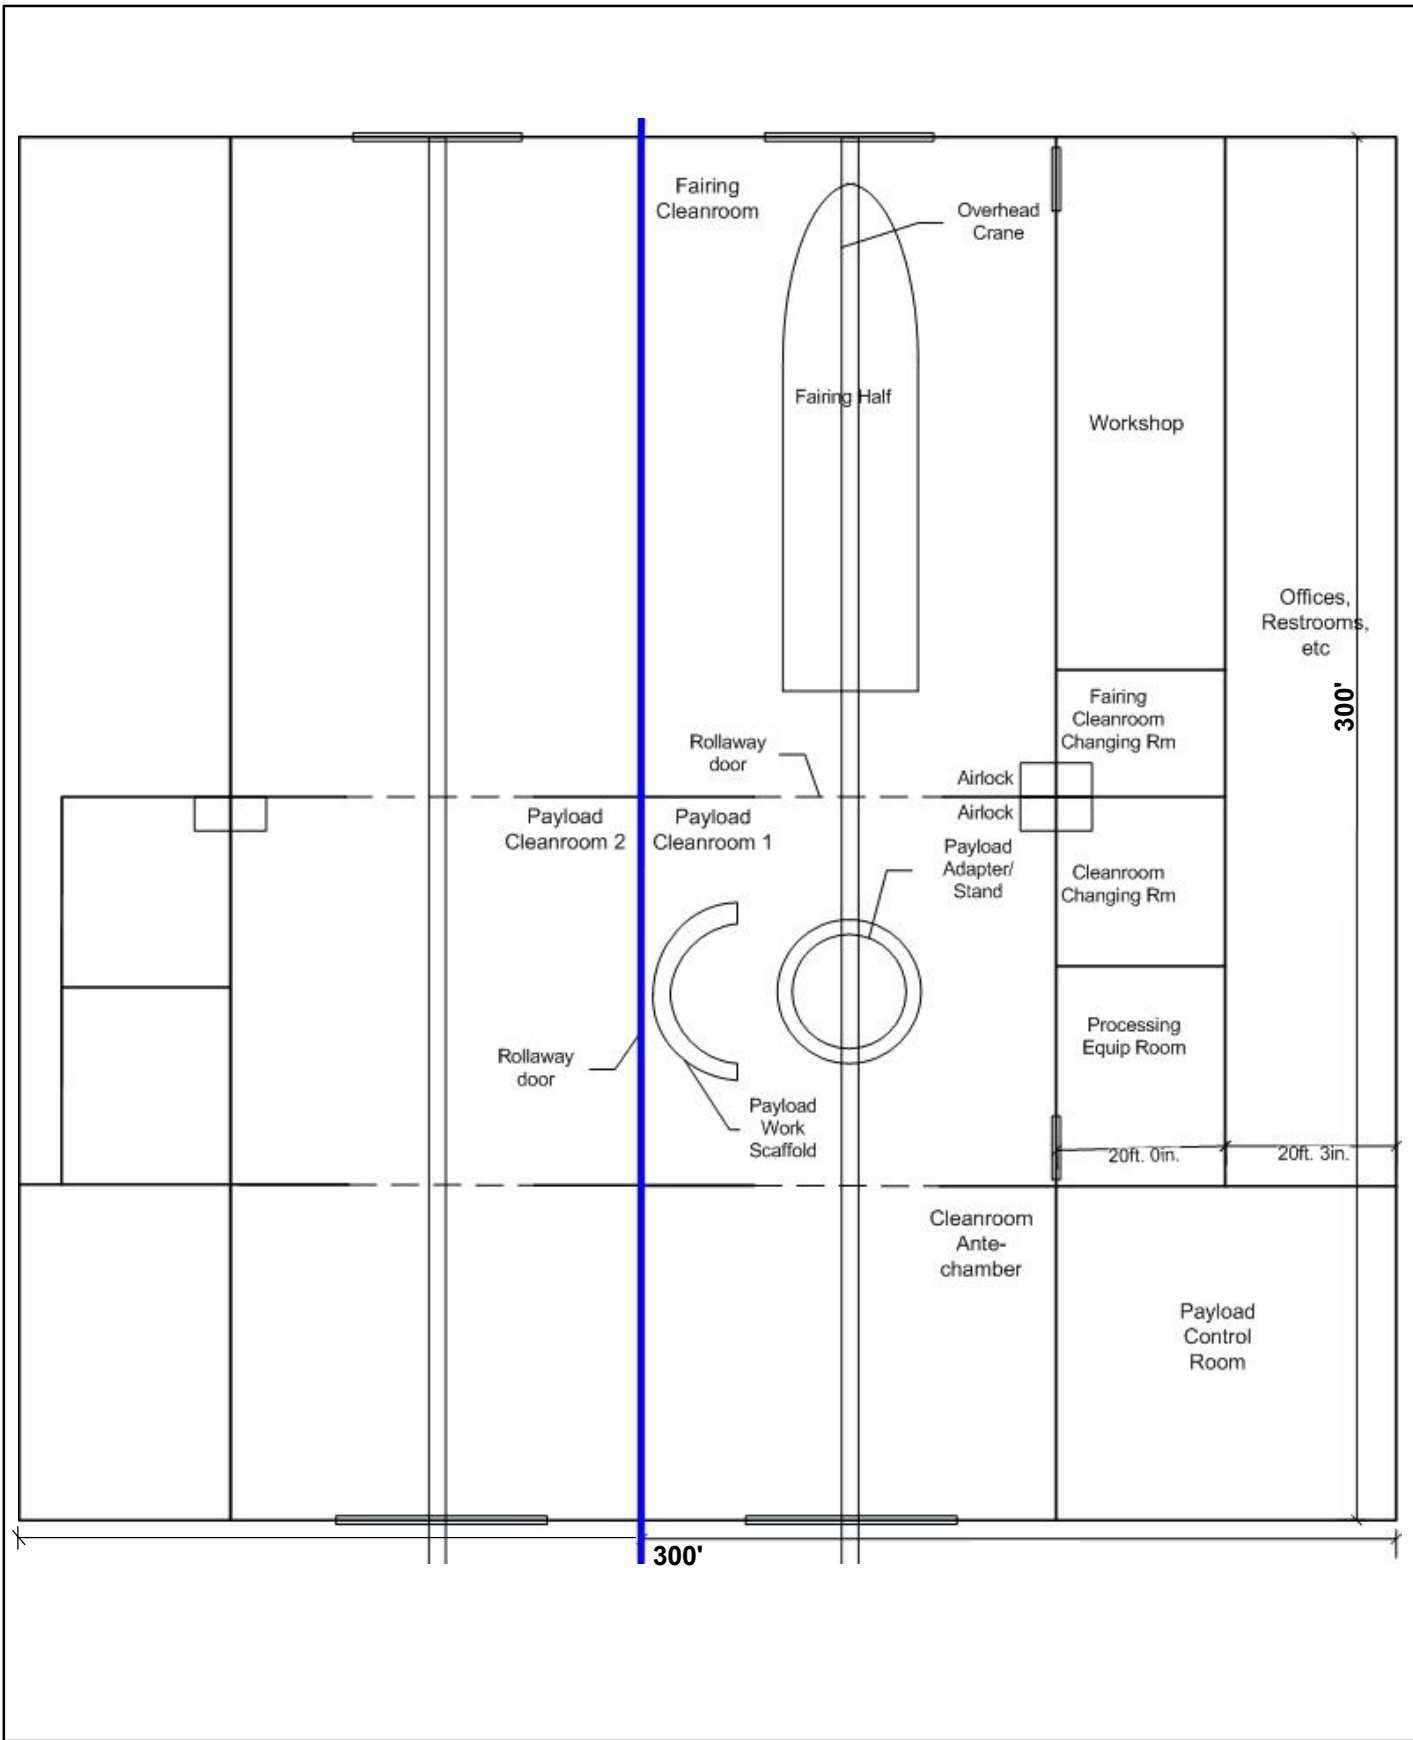 Fairing
Cleanroom
Overhead
Crane
Fairing Half
Workshop
Offices,
Restrooms,
etc
300'
Fairing
Cleanroom
Changing Rm
Rollaway
door
Airlock
Airlock
Payload
Cleanroom 2
Payload
Cleanroom 1
Payload
Adapter/
Stand
Cleanroom
Changing Rm
Processing
Equip Room
Rollaway
door
Payload
Work
Scaffold
20ft. 0in.
20ft. 3in.
Cleanroom
Ante-
chamber
Payload
Control
Room
300'